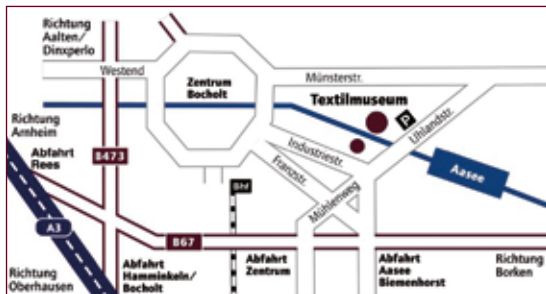 Richtung
Aalten/
Dinxperlo
Westend
Zentrum
Bocholt
Münsterstr.
Textilmuseum
P
Uhlandstr.
Richtung
Arnheim
Abfahrt
Rees
B473
Industriestr.
Franzstr.
Aasee
Bhf
Mühlenweg
A3
B67
Richtung
Oberhausen
Abfahrt
Hamminkeln/
Bocholt
Abfahrt
Zentrum
Abfahrt
Aasee
Biemenhorst
Richtung
Borken